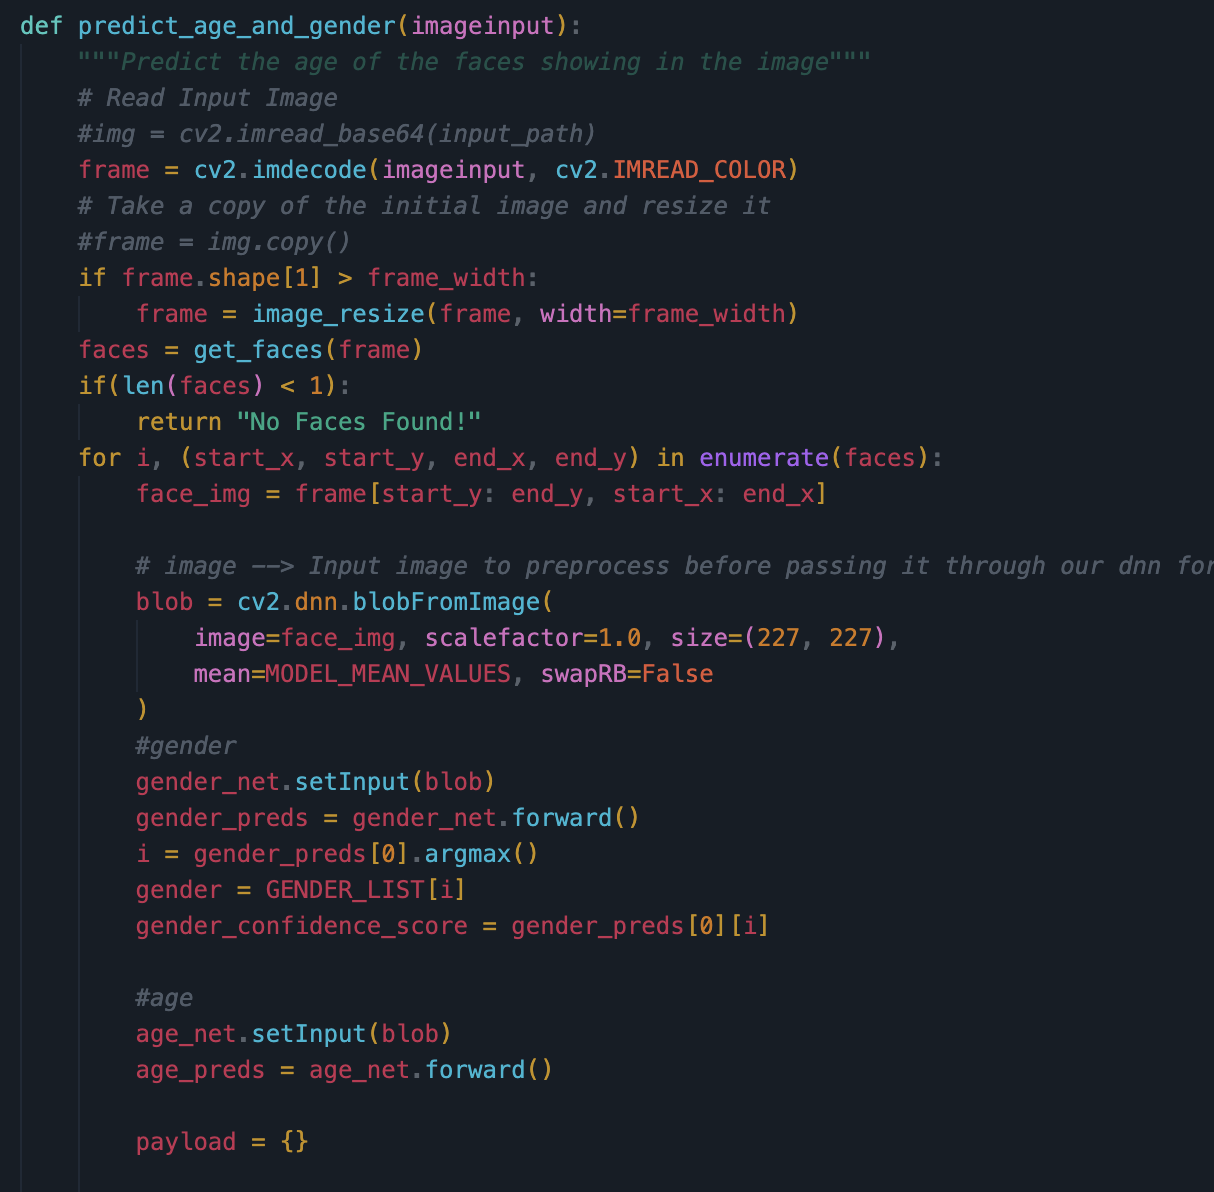 def predict_age_and_gender(imageinput):
    """Predict the age of the faces showing in the image"""
    # Read Input Image
    #img = cv2.imread_base64(input_path)
    frame = cv2.imdecode(imageinput, cv2.IMREAD_COLOR)
    # Take a copy of the initial image and resize it
    #frame = img.copy()
    if frame.shape[1] > frame_width:
        frame = image_resize(frame, width=frame_width)
    faces = get_faces(frame)
    if(len(faces) < 1):
        return "No Faces Found!"
    for i, (start_x, start_y, end_x, end_y) in enumerate(faces):
        face_img = frame[start_y: end_y, start_x: end_x]

        # image --> Input image to preprocess before passing it through our dnn for
        blob = cv2.dnn.blobFromImage(
            image=face_img, scalefactor=1.0, size=(227, 227),
            mean=MODEL_MEAN_VALUES, swapRB=False
        )
        #gender
        gender_net.setInput(blob)
        gender_preds = gender_net.forward()
        i = gender_preds[0].argmax()
        gender = GENDER_LIST[i]
        gender_confidence_score = gender_preds[0][i]

        #age
        age_net.setInput(blob)
        age_preds = age_net.forward()

        payload = {}